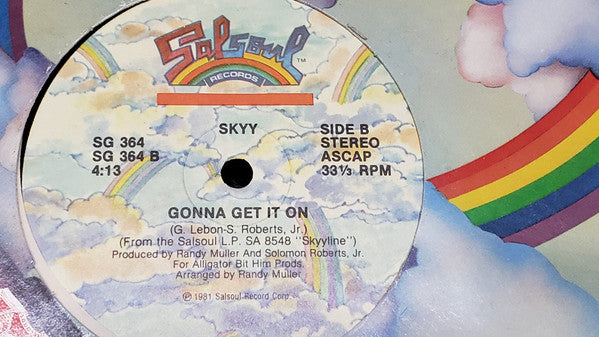 Salsoul ™
RECORDS
SKYY
SG 364
SG 364 B
4:13
SIDE B
STEREO
ASCAP
33⅓ RPM
GONNA GET IT ON
(G. Lebon-S. Roberts, Jr.)
(From the Salsoul L.P. SA 8548 "Skyyline")
Produced by Randy Muller and Solomon Roberts, Jr.
For Alligator Bit Him Prods.
Arranged by Randy Muller
℗ 1981 Salsoul Record Corp.